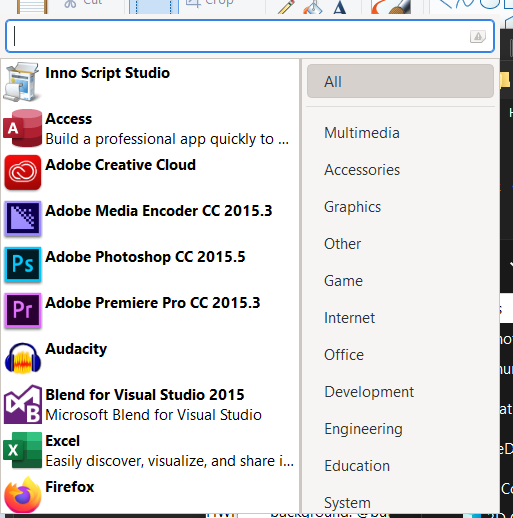 Cut
Crop
Inno Script Studio
Access
Build a professional app quickly to ...
Adobe Creative Cloud
Adobe Media Encoder CC 2015.3
Adobe Photoshop CC 2015.5
Adobe Premiere Pro CC 2015.3
Audacity
Blend for Visual Studio 2015
Microsoft Blend for Visual Studio
Excel
Easily discover, visualize, and share i...
Firefox
All
Multimedia
Accessories
Graphics
Other
Game
Internet
Office
Development
Engineering
Education
System